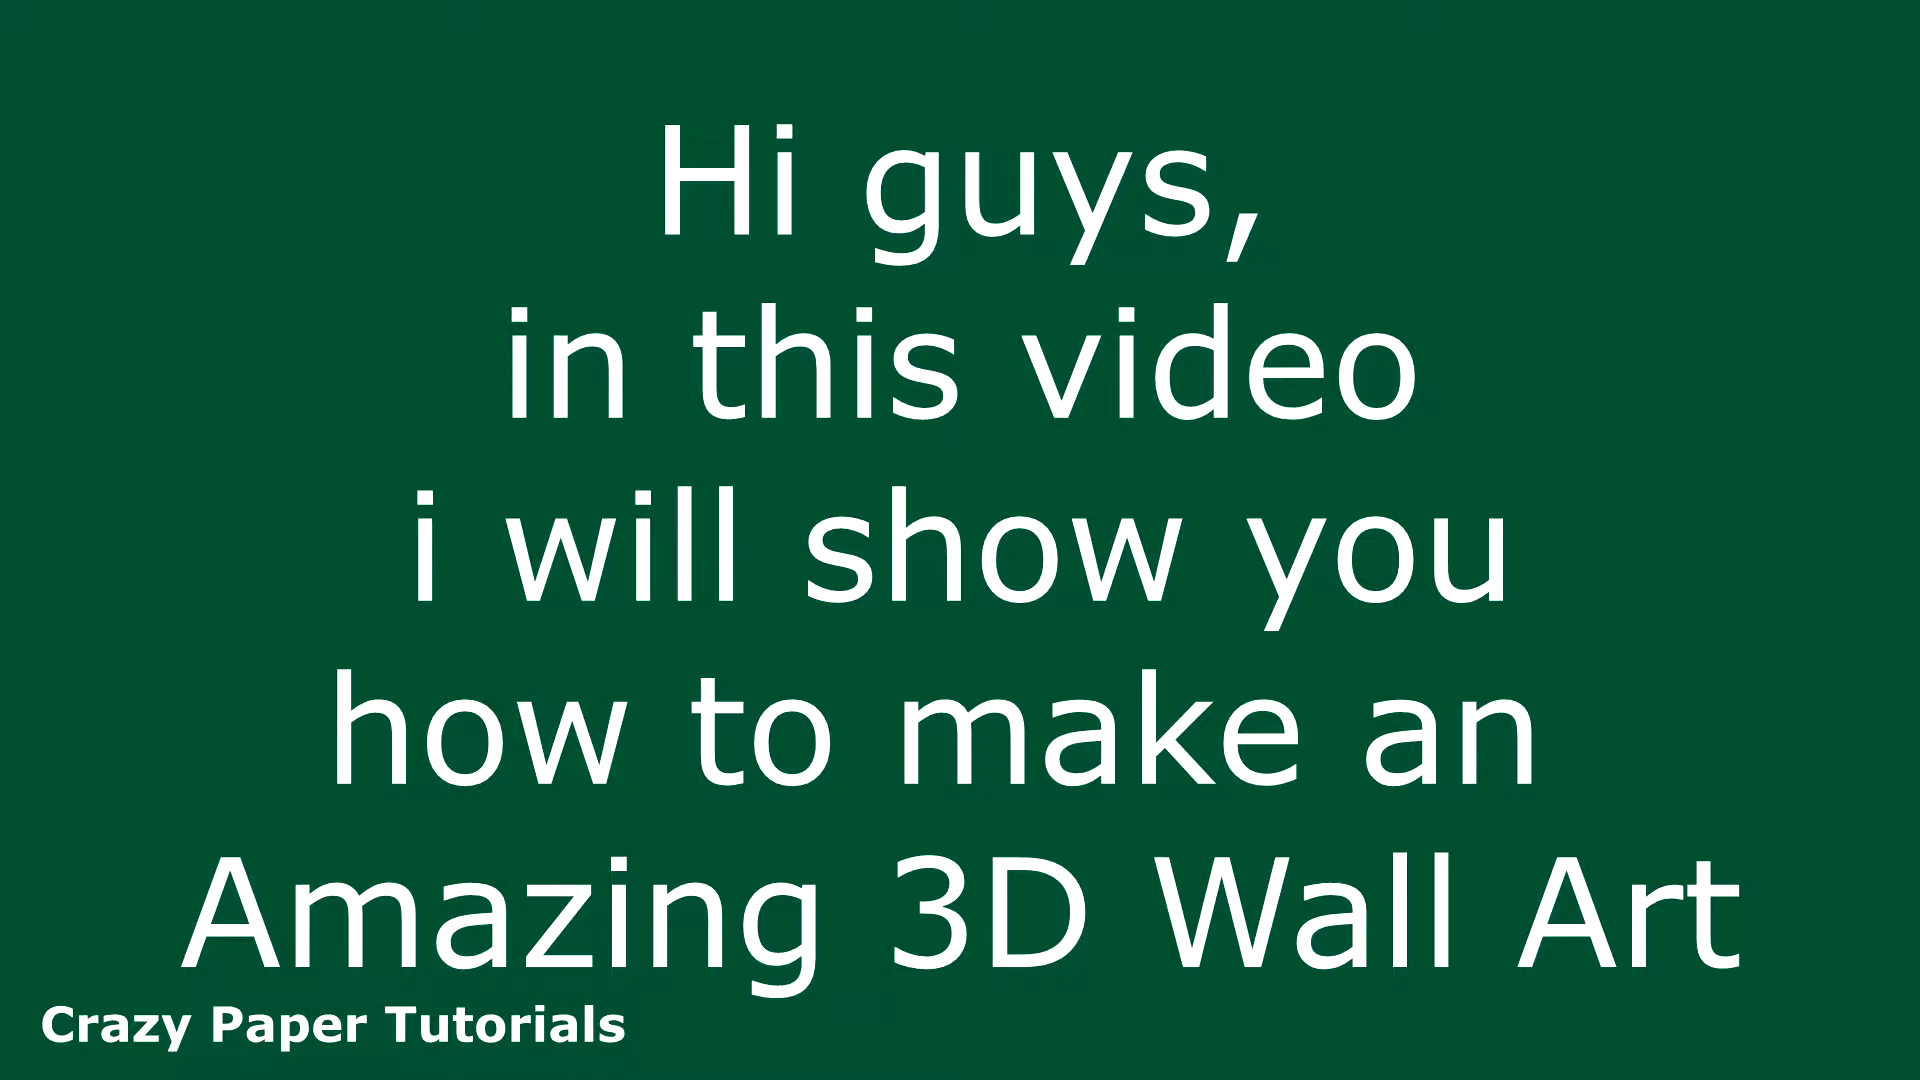 Hi guys,
in this video
i will show you
how to make an
Amazing 3D Wall Art
Crazy Paper Tutorials